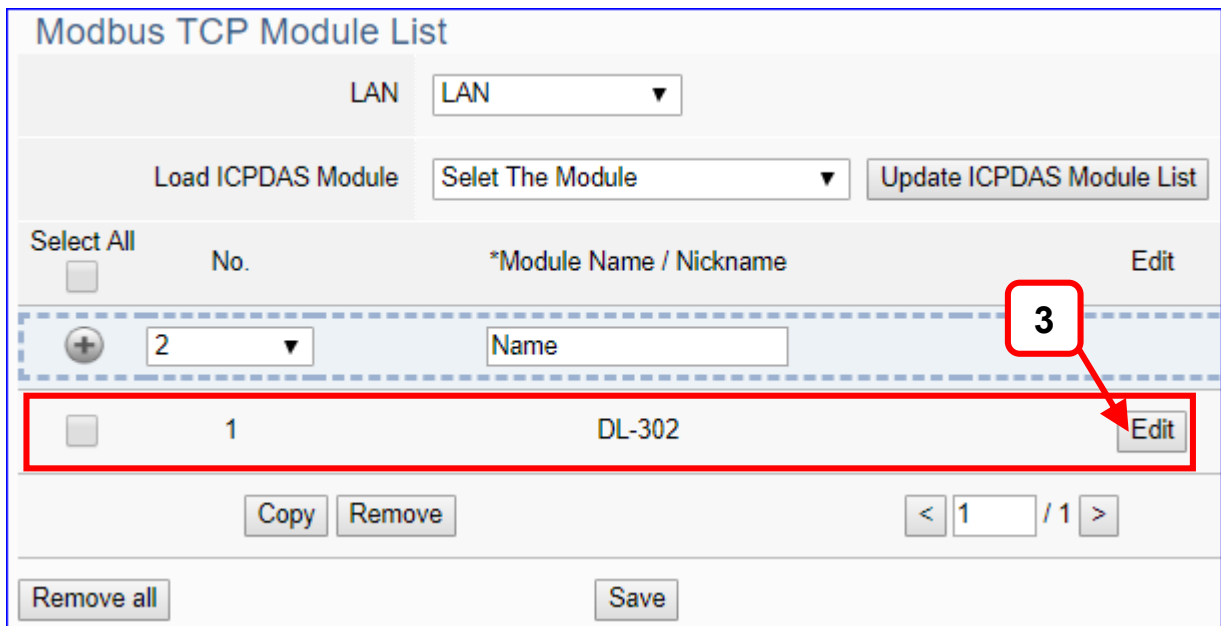 Modbus TCP Module List
LAN LAN ▼
Load ICPDAS Module Selet The Module ▼ Update ICPDAS Module List
Select All
No. *Module Name / Nickname Edit
3
2 ▼ Name
1 DL-302 Edit
Copy Remove < 1 / 1 >
Remove all Save